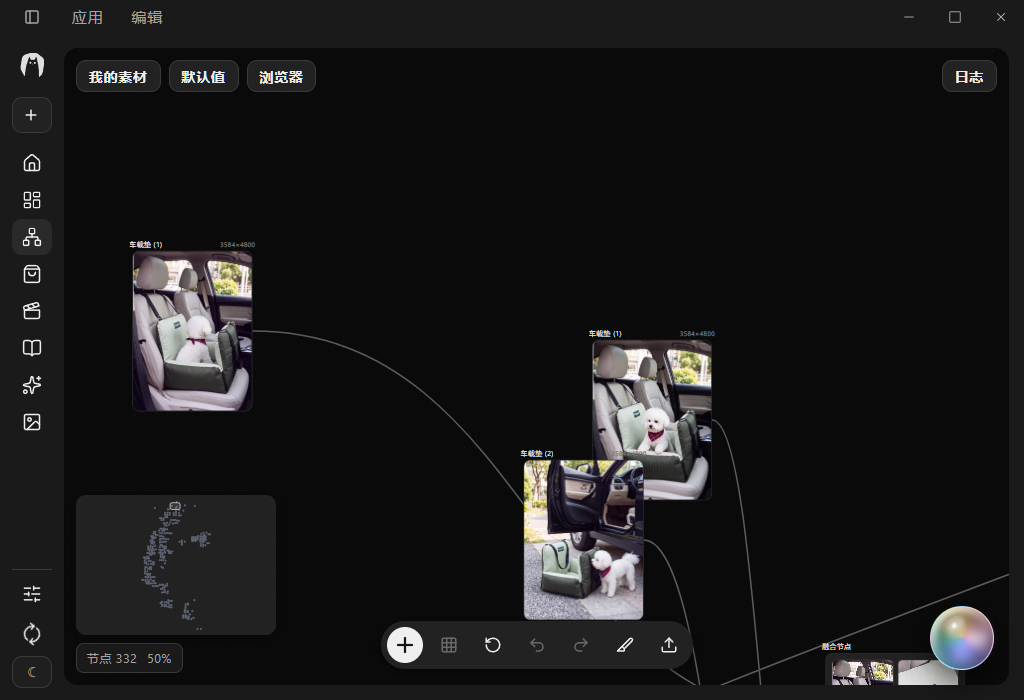 应用 编辑
我的素材 默认值 浏览器 日志
车载垫 (1) 3584×4800
车载垫 (1) 3584×4800
车载垫 (2)
融合节点
节点 332 50%